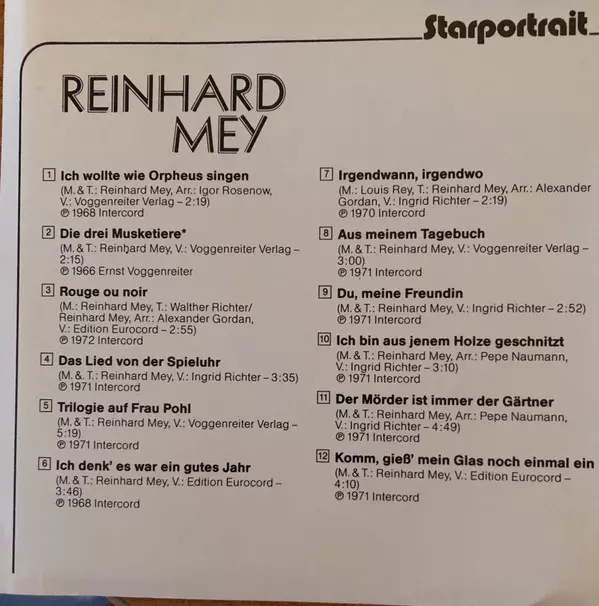 Starportrait
REINHARD
MEY
1 Ich wollte wie Orpheus singen
(M. & T.: Reinhard Mey, Arr.: Igor Rosenow,
V.: Voggenreiter Verlag – 2:19)
℗ 1968 Intercord
2 Die drei Musketiere*
(M. & T.: Reinhard Mey, V.: Voggenreiter Verlag –
2:15)
℗ 1966 Ernst Voggenreiter
3 Rouge ou noir
(M.: Reinhard Mey, T.: Walther Richter/
Reinhard Mey, Arr.: Alexander Gordan,
V.: Edition Eurocord – 2:55)
℗ 1972 Intercord
4 Das Lied von der Spieluhr
(M. & T.: Reinhard Mey, V.: Ingrid Richter – 3:35)
℗ 1971 Intercord
5 Trilogie auf Frau Pohl
(M. & T.: Reinhard Mey, V.: Voggenreiter Verlag –
5:19)
℗ 1971 Intercord
6 Ich denk' es war ein gutes Jahr
(M. & T.: Reinhard Mey, V.: Edition Eurocord –
3:46)
℗ 1968 Intercord
7 Irgendwann, irgendwo
(M.: Louis Rey, T.: Reinhard Mey, Arr.: Alexander
Gordan, V.: Ingrid Richter – 2:19)
℗ 1970 Intercord
8 Aus meinem Tagebuch
(M. & T.: Reinhard Mey, V.: Voggenreiter Verlag –
3:00)
℗ 1971 Intercord
9 Du, meine Freundin
(M. & T.: Reinhard Mey, V.: Ingrid Richter – 2:52)
℗ 1971 Intercord
10 Ich bin aus jenem Holze geschnitzt
(M. & T.: Reinhard Mey, Arr.: Pepe Naumann,
V.: Ingrid Richter – 3:10)
℗ 1971 Intercord
11 Der Mörder ist immer der Gärtner
(M. & T.: Reinhard Mey, Arr.: Pepe Naumann,
V.: Ingrid Richter – 4:49)
℗ 1971 Intercord
12 Komm, gieß' mein Glas noch einmal ein
(M. & T.: Reinhard Mey, V.: Edition Eurocord –
4:10)
℗ 1971 Intercord